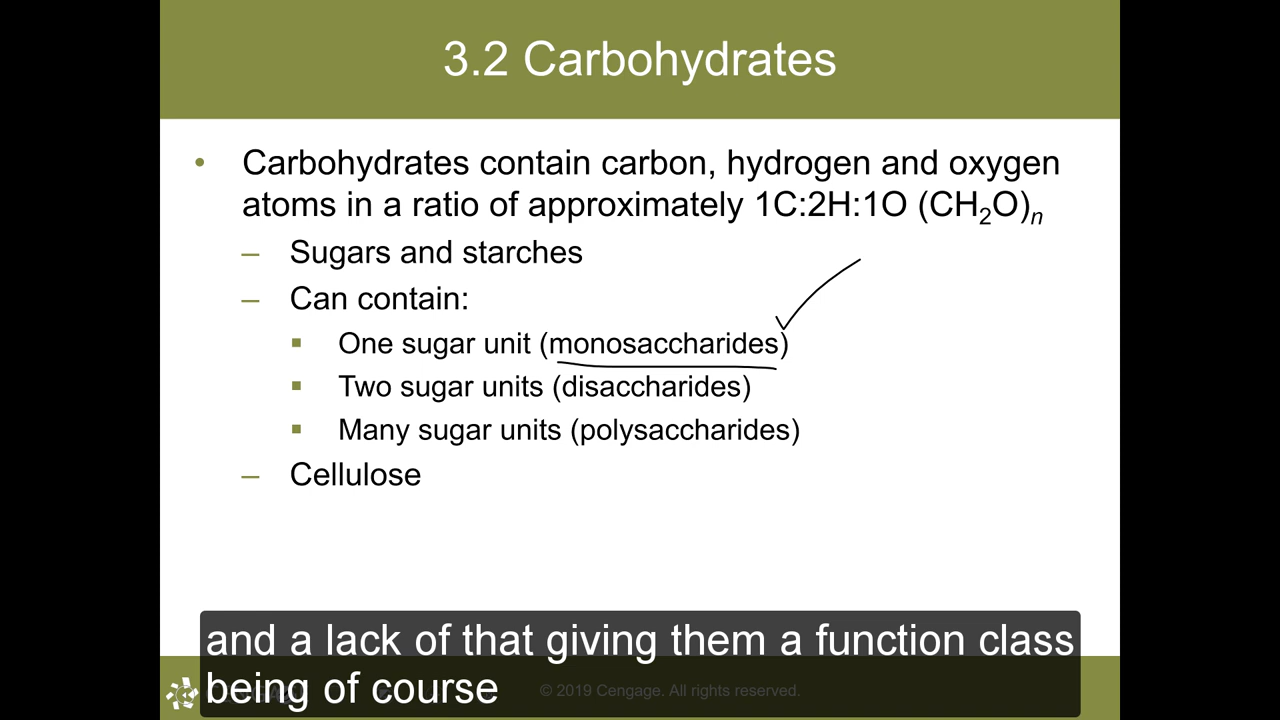 3.2 Carbohydrates
• Carbohydrates contain carbon, hydrogen and oxygen
atoms in a ratio of approximately 1C:2H:1O (CH₂O)ₙ
– Sugars and starches
– Can contain:
▪ One sugar unit (monosaccharides)
▪ Two sugar units (disaccharides)
▪ Many sugar units (polysaccharides)
– Cellulose
and a lack of that giving them a function class
being of course
© 2019 Cengage. All rights reserved.